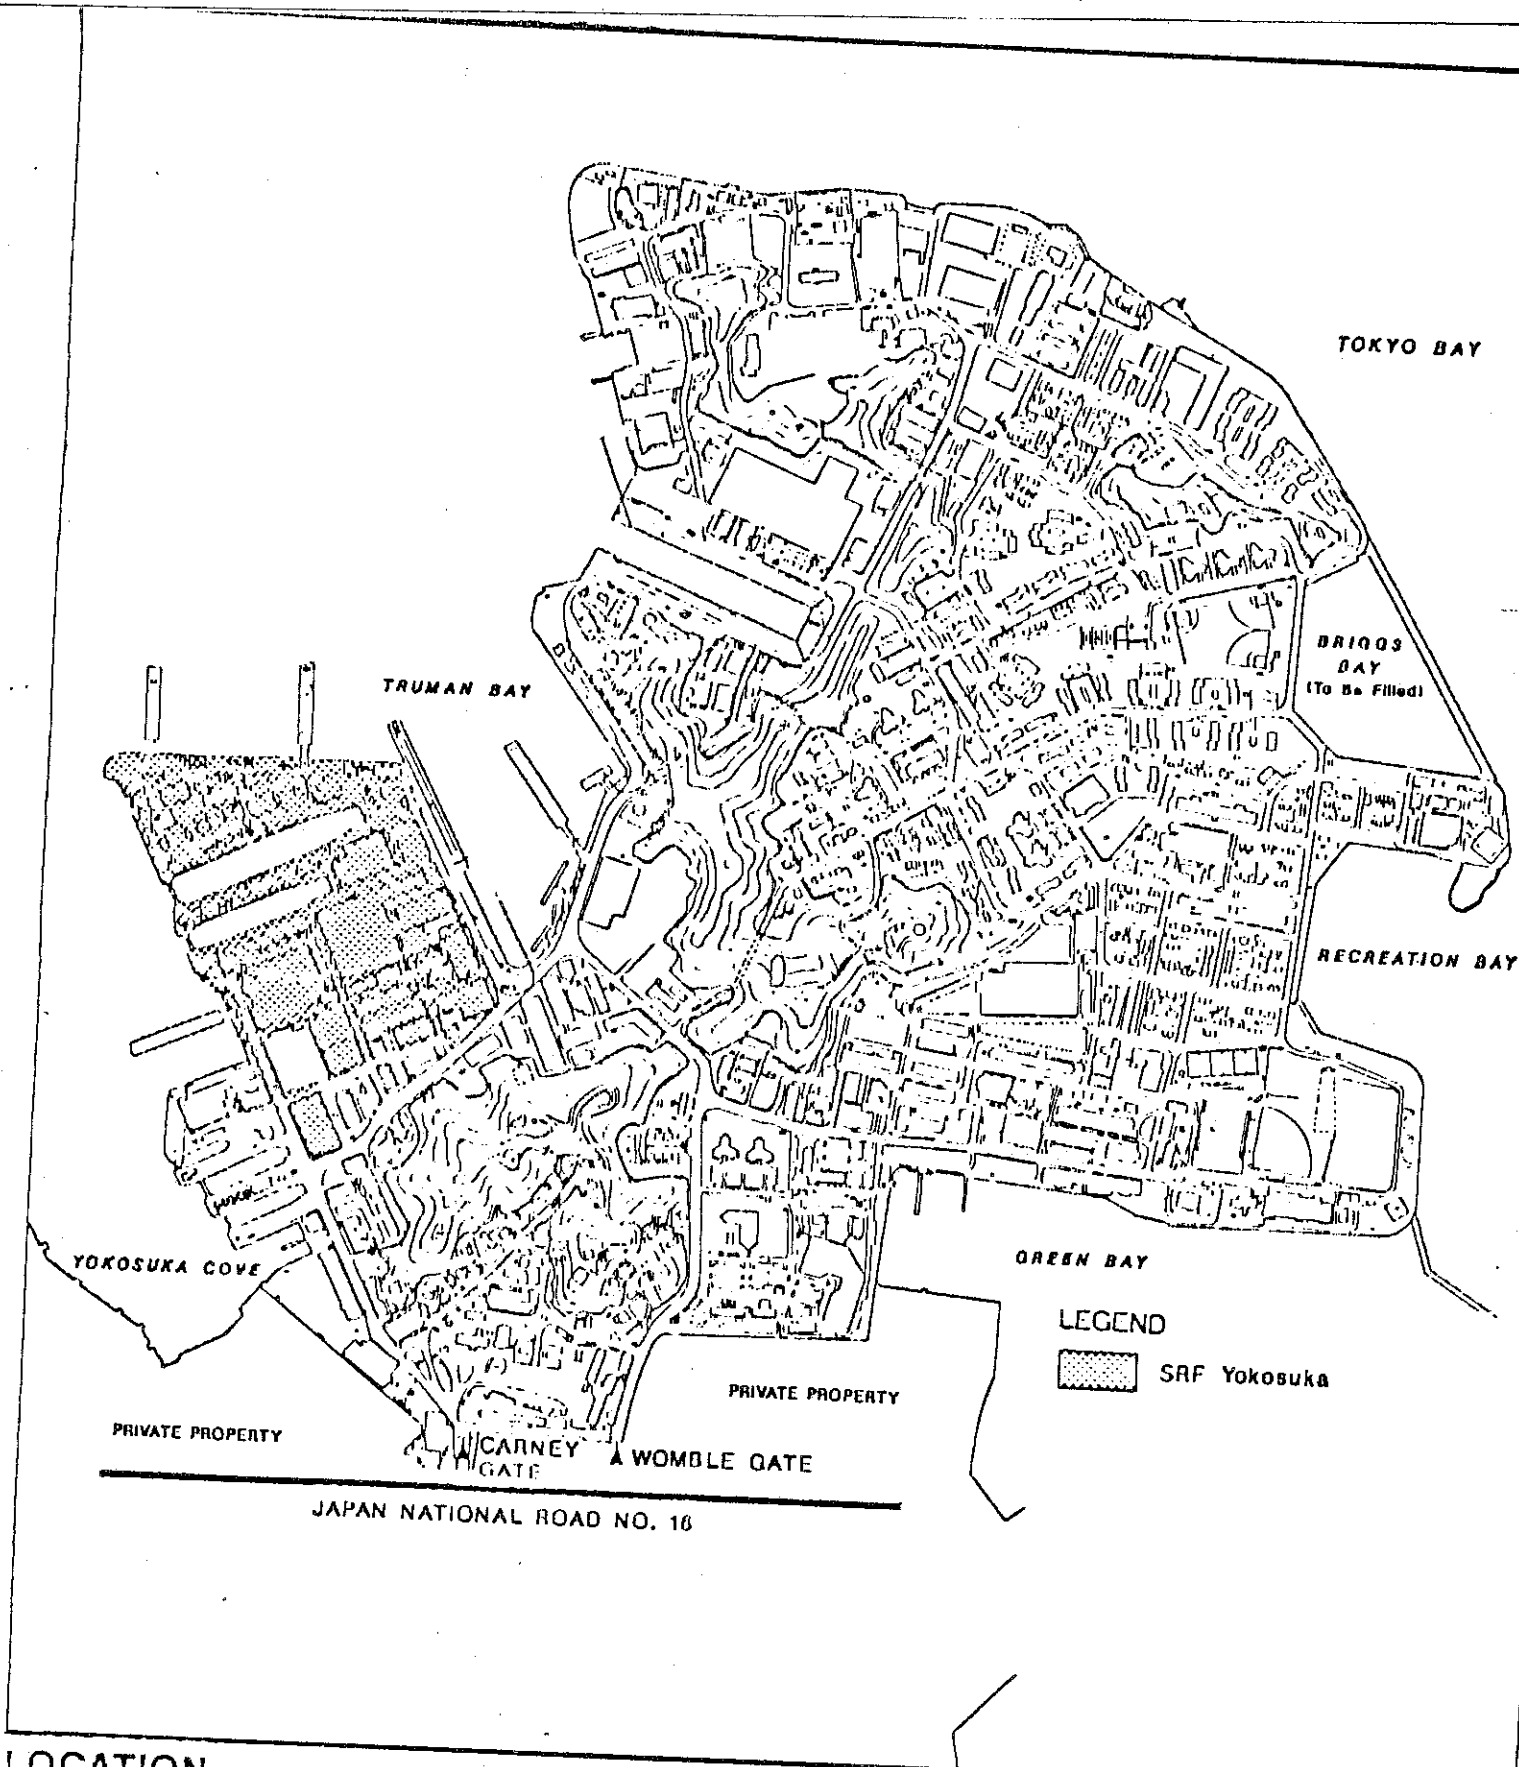 TOKYO BAY
BRIGGS
BAY
(To Be Filled)
TRUMAN BAY
RECREATION BAY
YOKOSUKA COVE
GREEN BAY
LEGEND
SRF Yokosuka
PRIVATE PROPERTY
PRIVATE PROPERTY
CARNEY
GATE
WOMBLE GATE
JAPAN NATIONAL ROAD NO. 16
LOCATION